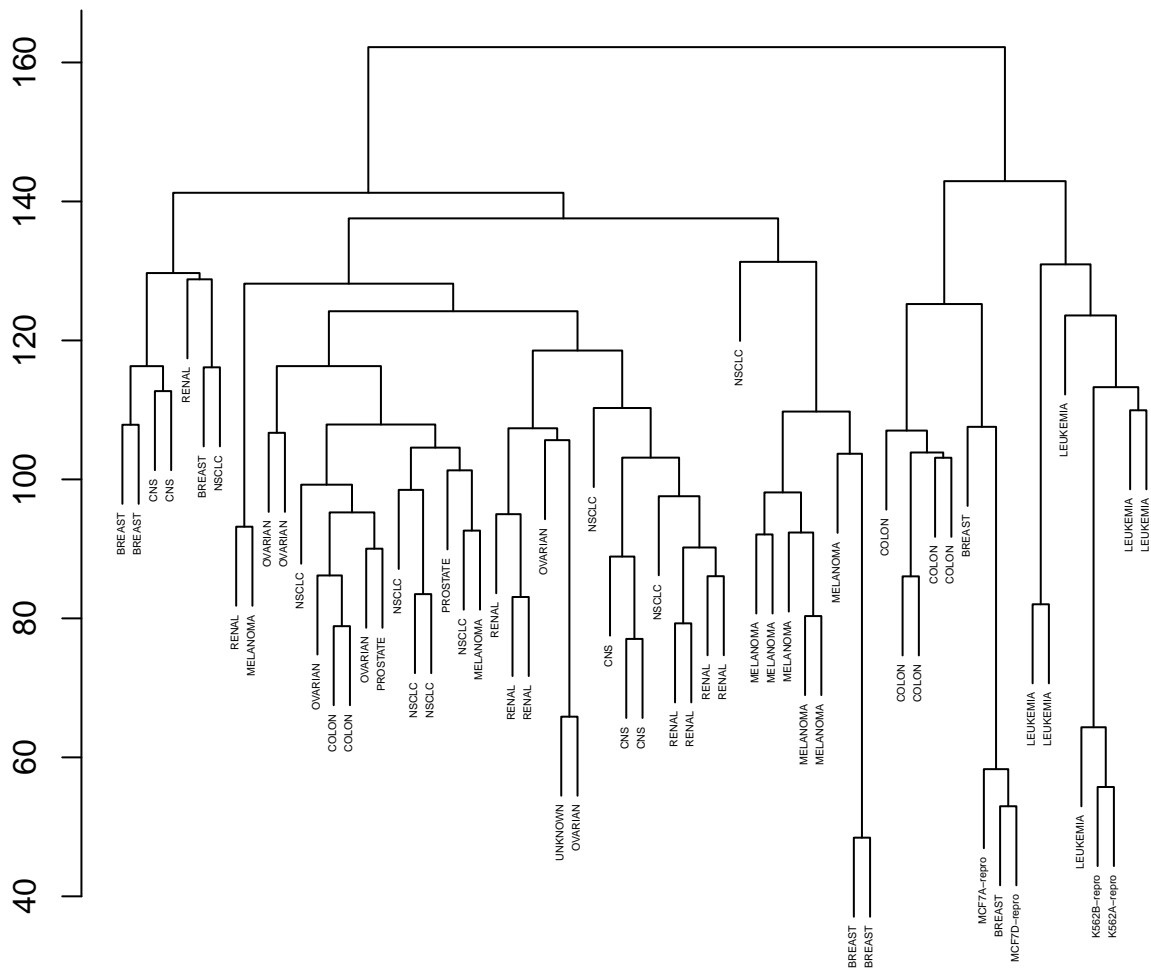 160
140
120
100
80
60
40
BREAST
BREAST
CNS
CNS
RENAL
BREAST
NSCLC
RENAL
MELANOMA
OVARIAN
OVARIAN
NSCLC
OVARIAN
COLON
COLON
OVARIAN
PROSTATE
NSCLC
NSCLC
NSCLC
PROSTATE
NSCLC
MELANOMA
RENAL
RENAL
RENAL
OVARIAN
UNKNOWN
OVARIAN
NSCLC
CNS
CNS
CNS
NSCLC
RENAL
RENAL
RENAL
RENAL
NSCLC
MELANOMA
MELANOMA
MELANOMA
MELANOMA
MELANOMA
MELANOMA
BREAST
BREAST
COLON
COLON
COLON
COLON
COLON
BREAST
MCF7A-repro
BREAST
MCF7D-repro
LEUKEMIA
LEUKEMIA
LEUKEMIA
LEUKEMIA
K562B-repro
K562A-repro
LEUKEMIA
LEUKEMIA